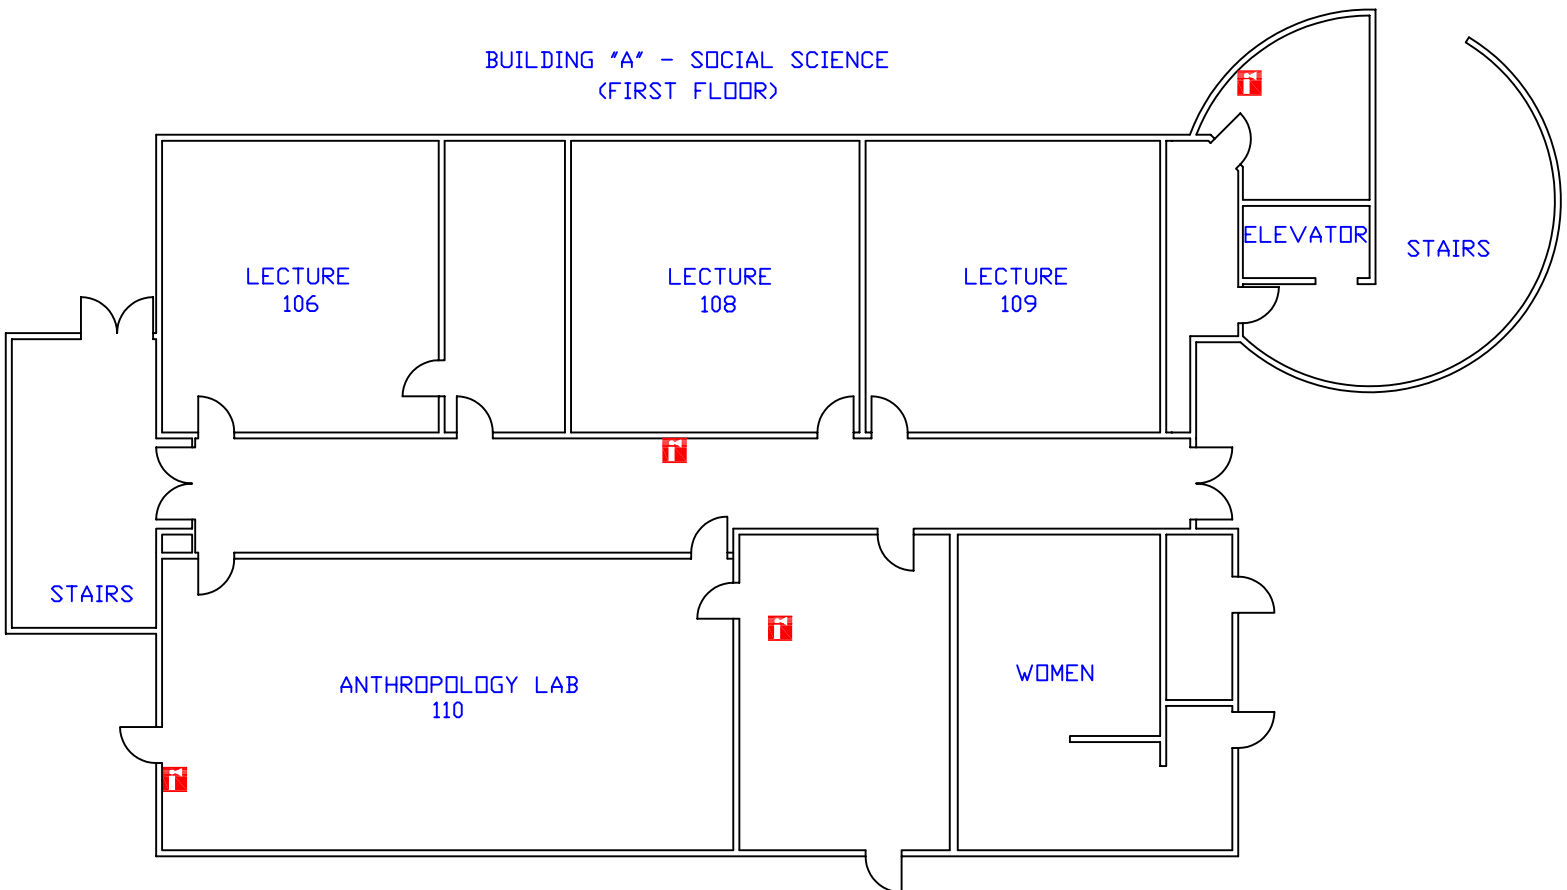 BUILDING "A" - SOCIAL SCIENCE
(FIRST FLOOR)
ELEVATOR
STAIRS
LECTURE
106
LECTURE
108
LECTURE
109
STAIRS
ANTHROPOLOGY LAB
110
WOMEN